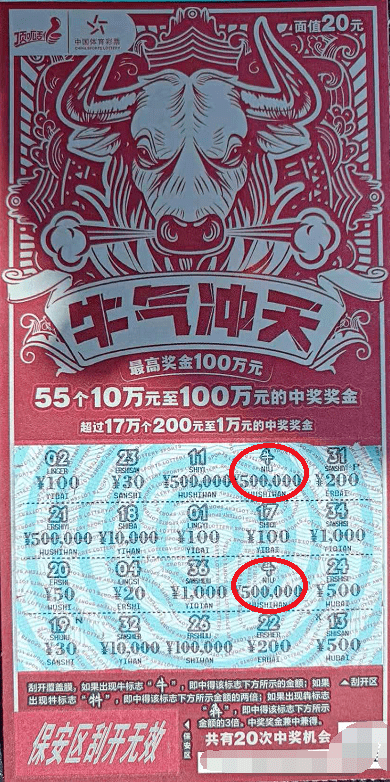 顶呱刮 中国体育彩票 面值20元
CHINA SPORTS LOTTERY
牛气冲天
最高奖金100万元
55个10万元至100万元的中奖奖金
超过17万个200元至1万元的中奖奖金
02 23 11 牛 31
LINGER ERSHISAN SHIYI NIU SANSHIYI P
¥100 ¥30 ¥500,000 ¥500,000 ¥200
YIBAI SANSHI WUSHIWAN WUSHIWAN ERBAI
21 18 01 17 34
ERSHIYI SHIBA LINGYI SHIQI SANSHISI
¥500,000 ¥10,000 ¥100 ¥100 ¥1,000
WUSHIWAN YIWAN YIBAI YIBAI YIQIAN
20 04 36 牛 24
ERSHI LINGSI SANSHILIU NIU ERSHISI
¥50 ¥20 ¥1,000 ¥500,000 ¥500
WUSHI ERSHI YIQIAN WUSHIWAN WUBAI
19 N 32 26 22 X 13
SHIJIU SANSHIER ERSHILIU ERSHIER SHISAN
¥30 ¥10,000 ¥100,000 ¥200 ¥500
SANSHI YIWAN SHIWAN ERBAI WUBAI
刮开覆盖膜，如果出现牛标志“牛”，即中得该标志下方所示的金额；如果出
现牪标志“牪”，即中得该标志下方所示金额的两倍；如果出现犇标志
“犇”，即中得该标志下方所示
金额的3倍。中奖奖金兼中兼得。
刮开区
保安区
共有20次中奖机会
保安区刮开无效